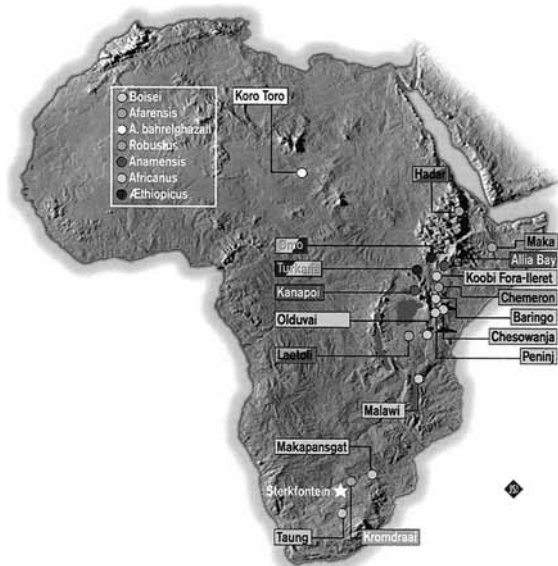 Boisei
Afarensis
A. bahrelghazali
Robustus
Anamensis
Africanus
Æthiopicus
Koro Toro
Hadar
Maka
Omo
Allia Bay
Turkana
Koobi Fora-Ileret
Kanapoi
Chemeron
Olduvai
Baringo
Laetoli
Chesowanja
Peninj
Malawi
Makapansgat
Sterkfontein
Taung
Kromdraai